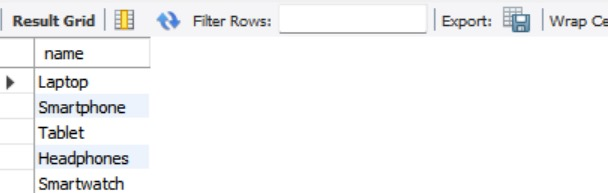 Result Grid Filter Rows: Export: Wrap Ce
name
Laptop
Smartphone
Tablet
Headphones
Smartwatch